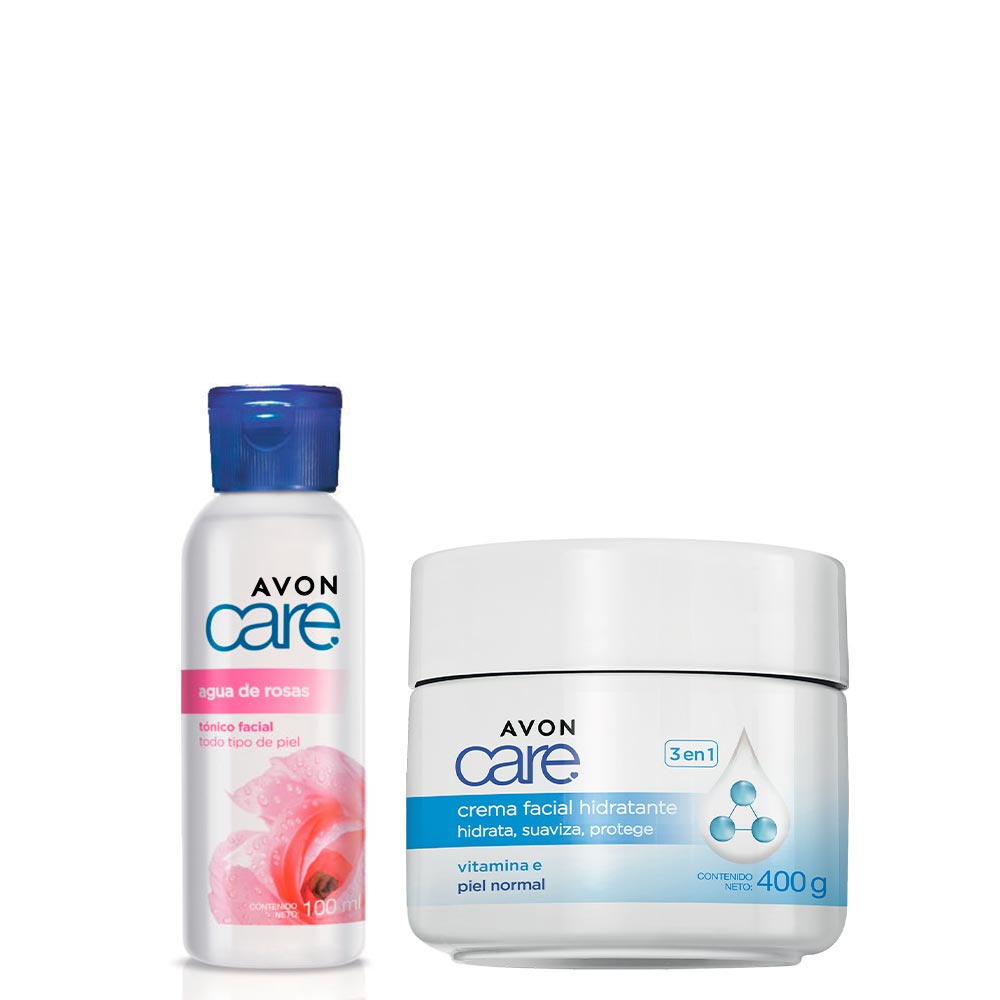 AVON
care
agua de rosas
tónico facial
todo tipo de piel
CONTENIDO
NETO: 100 ml
AVON
care
3 en 1
crema facial hidratante
hidrata, suaviza, protege
vitamina e
piel normal
CONTENIDO
NETO: 400 g